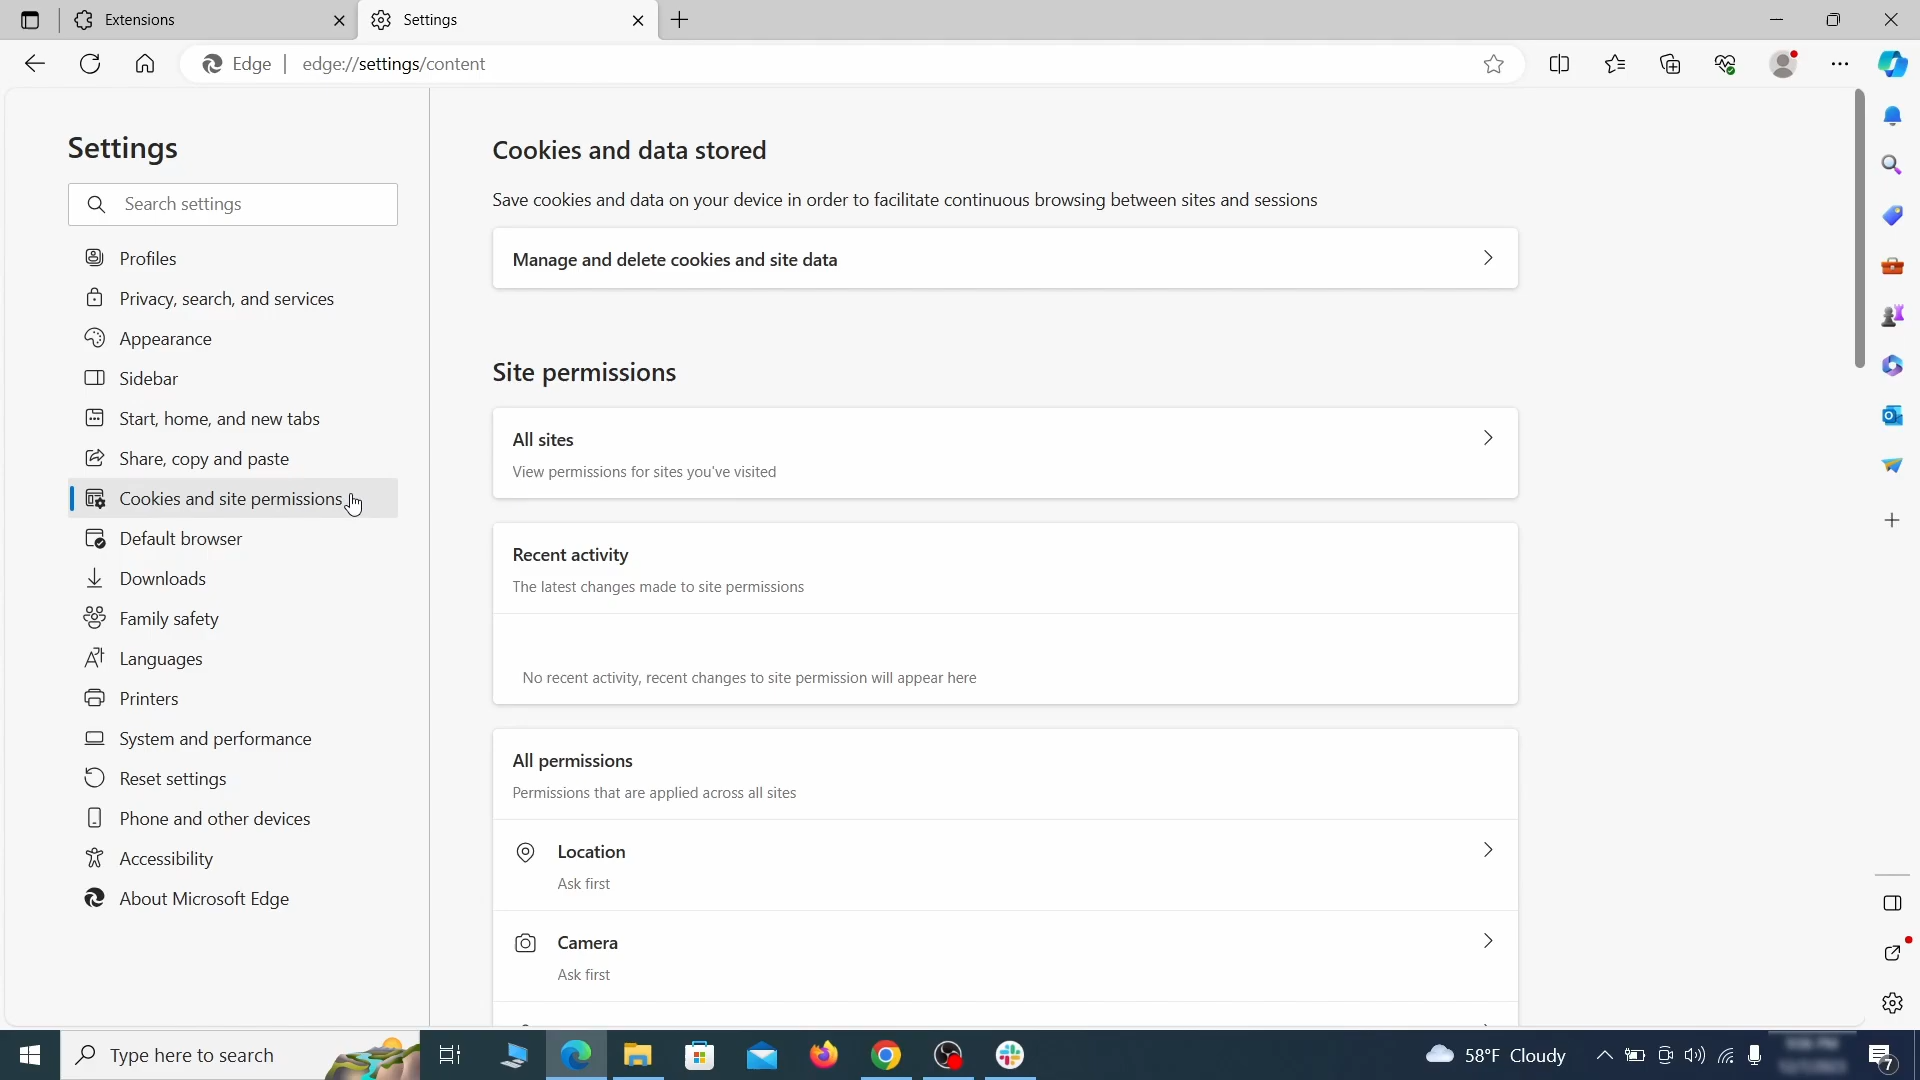 Extensions
Settings
Edge
edge://settings/content
Settings
Search settings
Profiles
Privacy, search, and services
Appearance
Sidebar
Start, home, and new tabs
Share, copy and paste
Cookies and site permissions
Default browser
Downloads
Family safety
Languages
Printers
System and performance
Reset settings
Phone and other devices
Accessibility
About Microsoft Edge
Cookies and data stored
Save cookies and data on your device in order to facilitate continuous browsing between sites and sessions
Manage and delete cookies and site data
Site permissions
All sites
View permissions for sites you've visited
Recent activity
The latest changes made to site permissions
No recent activity, recent changes to site permission will appear here
All permissions
Permissions that are applied across all sites
Location
Ask first
Camera
Ask first
Type here to search
58°F Cloudy
7